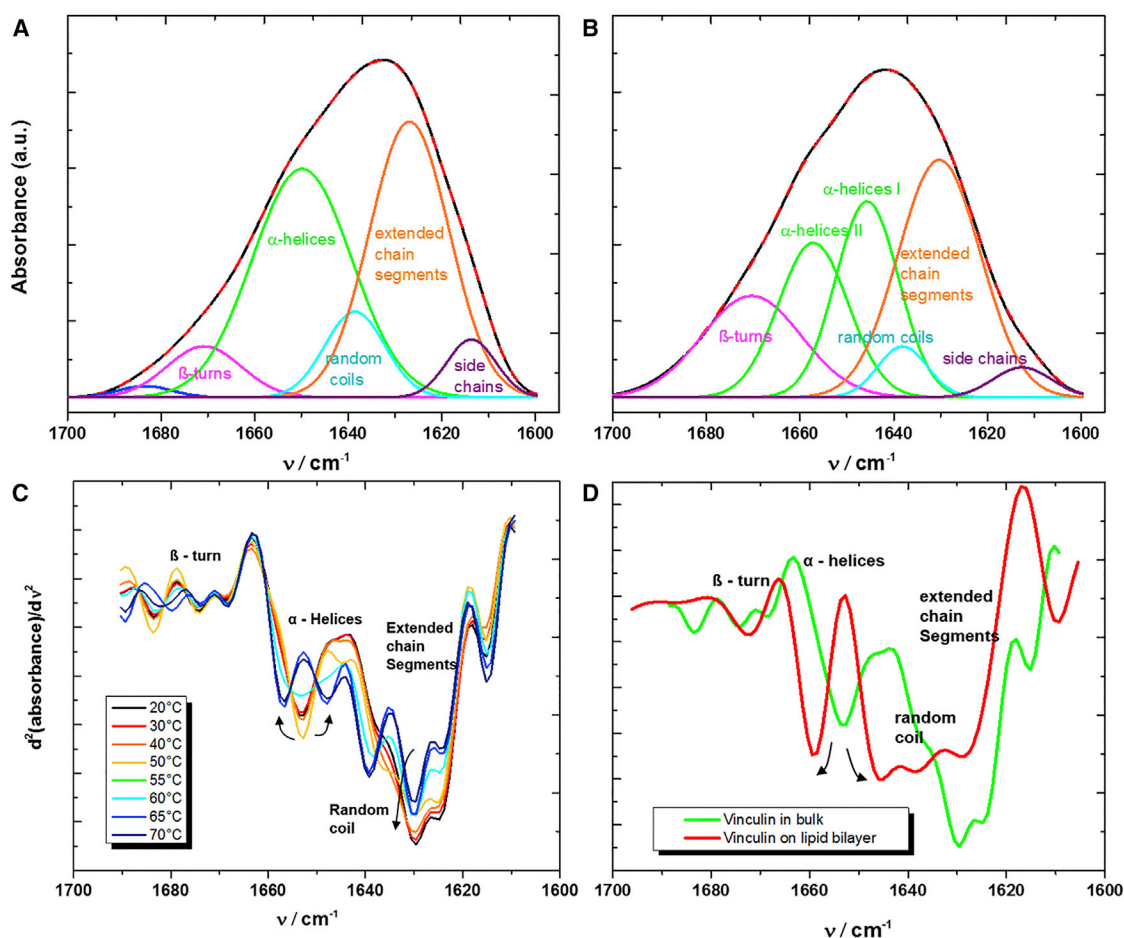 A
Absorbance (a.u.)
α-helices
extended
chain
segments
ß-turns
random
coils
side
chains
1700
1680
1660
1640
1620
1600
ν / cm-1
B
α-helices I
α-helices II
extended
chain
segments
ß-turns
random coils
side chains
1700
1680
1660
1640
1620
1600
ν / cm-1
C
d2(absorbance)/dν2
ß - turn
α - Helices
Extended
chain
Segments
Random
coil
20°C
30°C
40°C
50°C
55°C
60°C
65°C
70°C
1700
1680
1660
1640
1620
1600
ν / cm-1
D
ß - turn
α - helices
extended
chain
Segments
random
coil
Vinculin in bulk
Vinculin on lipid bilayer
1700
1680
1660
1640
1620
1600
ν / cm-1